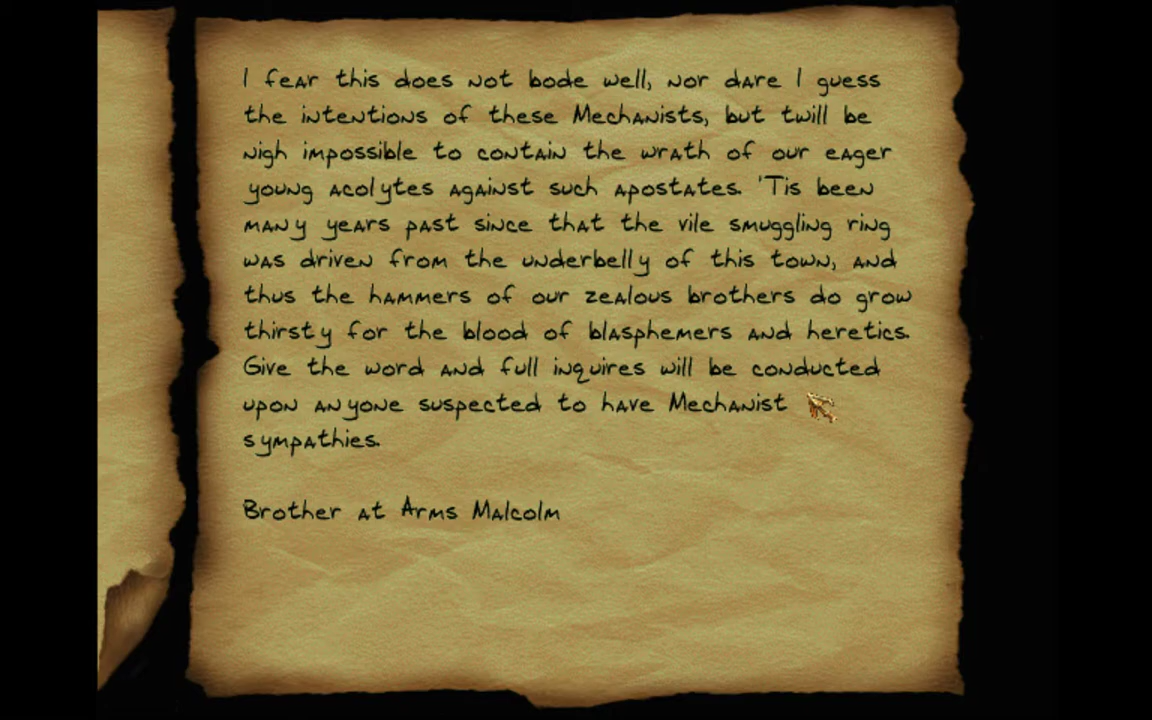 I fear this does not bode well, nor dare I guess
the intentions of these Mechanists, but twill be
nigh impossible to contain the wrath of our eager
young acolytes against such apostates. 'Tis been
many years past since that the vile smuggling ring
was driven from the underbelly of this town, and
thus the hammers of our zealous brothers do grow
thirsty for the blood of blasphemers and heretics.
Give the word and full inquires will be conducted
upon anyone suspected to have Mechanist
sympathies.
Brother at Arms Malcolm